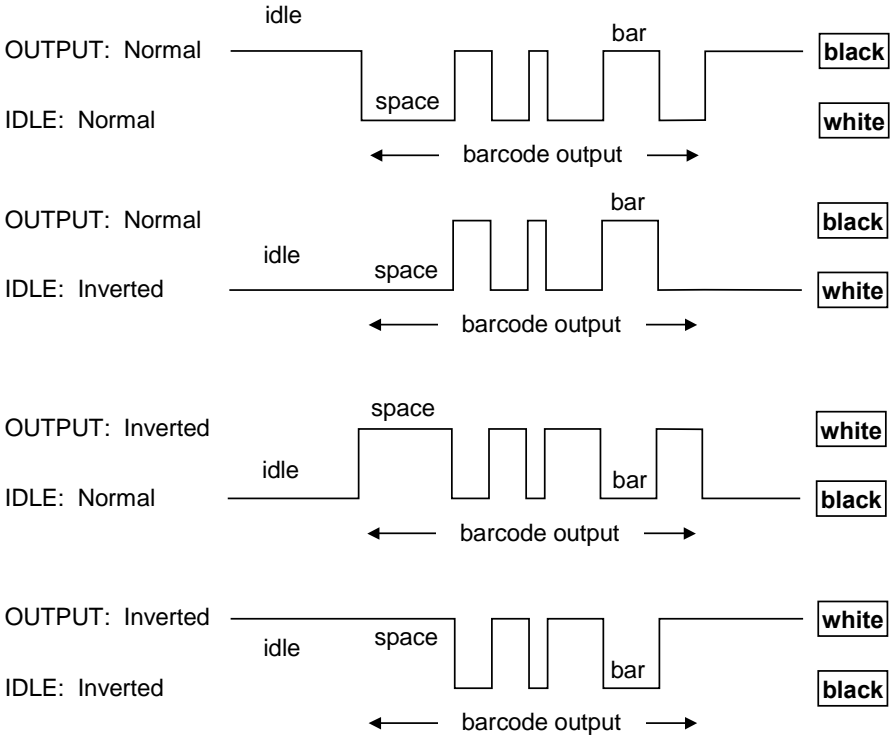 idle
OUTPUT: Normal bar black
space
IDLE: Normal white
barcode output
bar
OUTPUT: Normal black
idle
space
IDLE: Inverted white
barcode output
space
OUTPUT: Inverted white
idle
bar
IDLE: Normal black
barcode output
OUTPUT: Inverted white
space
idle
bar
IDLE: Inverted black
barcode output